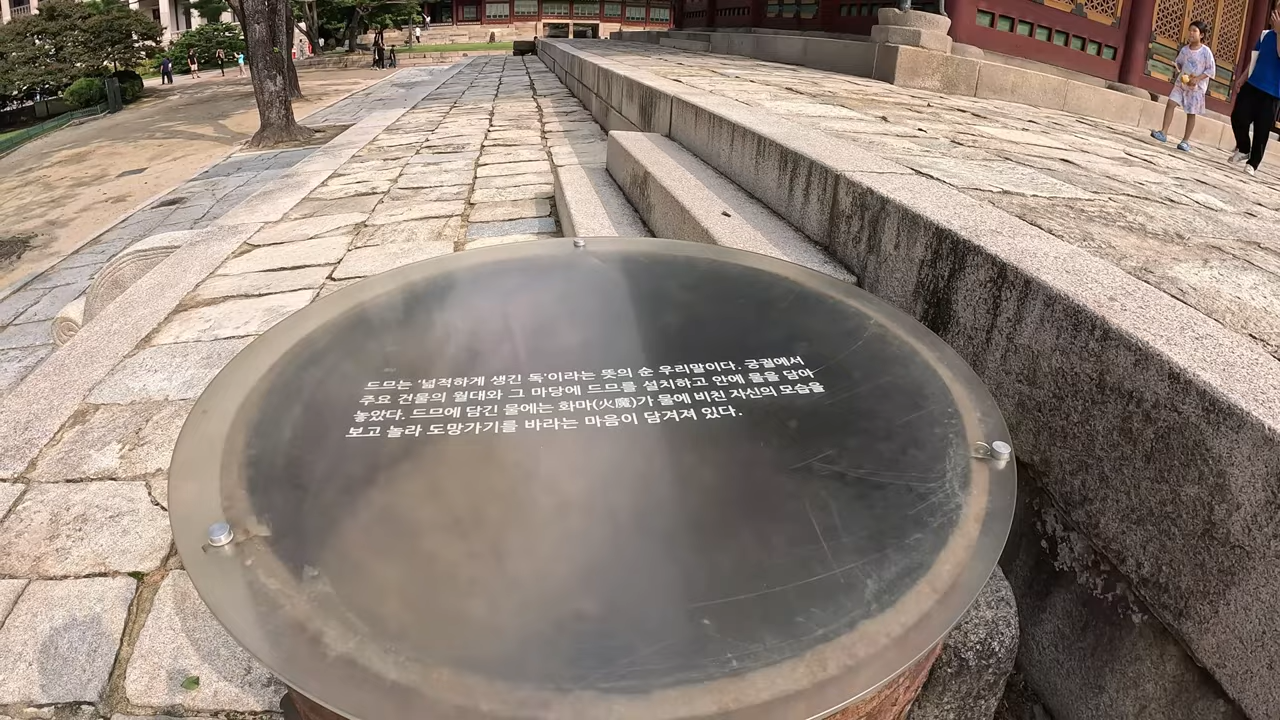 드므는 '넓적하게 생긴 독'이라는 뜻의 순 우리말이다. 궁궐에서
주요 건물의 월대와 그 마당에 드므를 설치하고 안에 물을 담아
놓았다. 드므에 담긴 물에는 화마(火魔)가 물에 비친 자신의 모습을
보고 놀라 도망가기를 바라는 마음이 담겨져 있다.